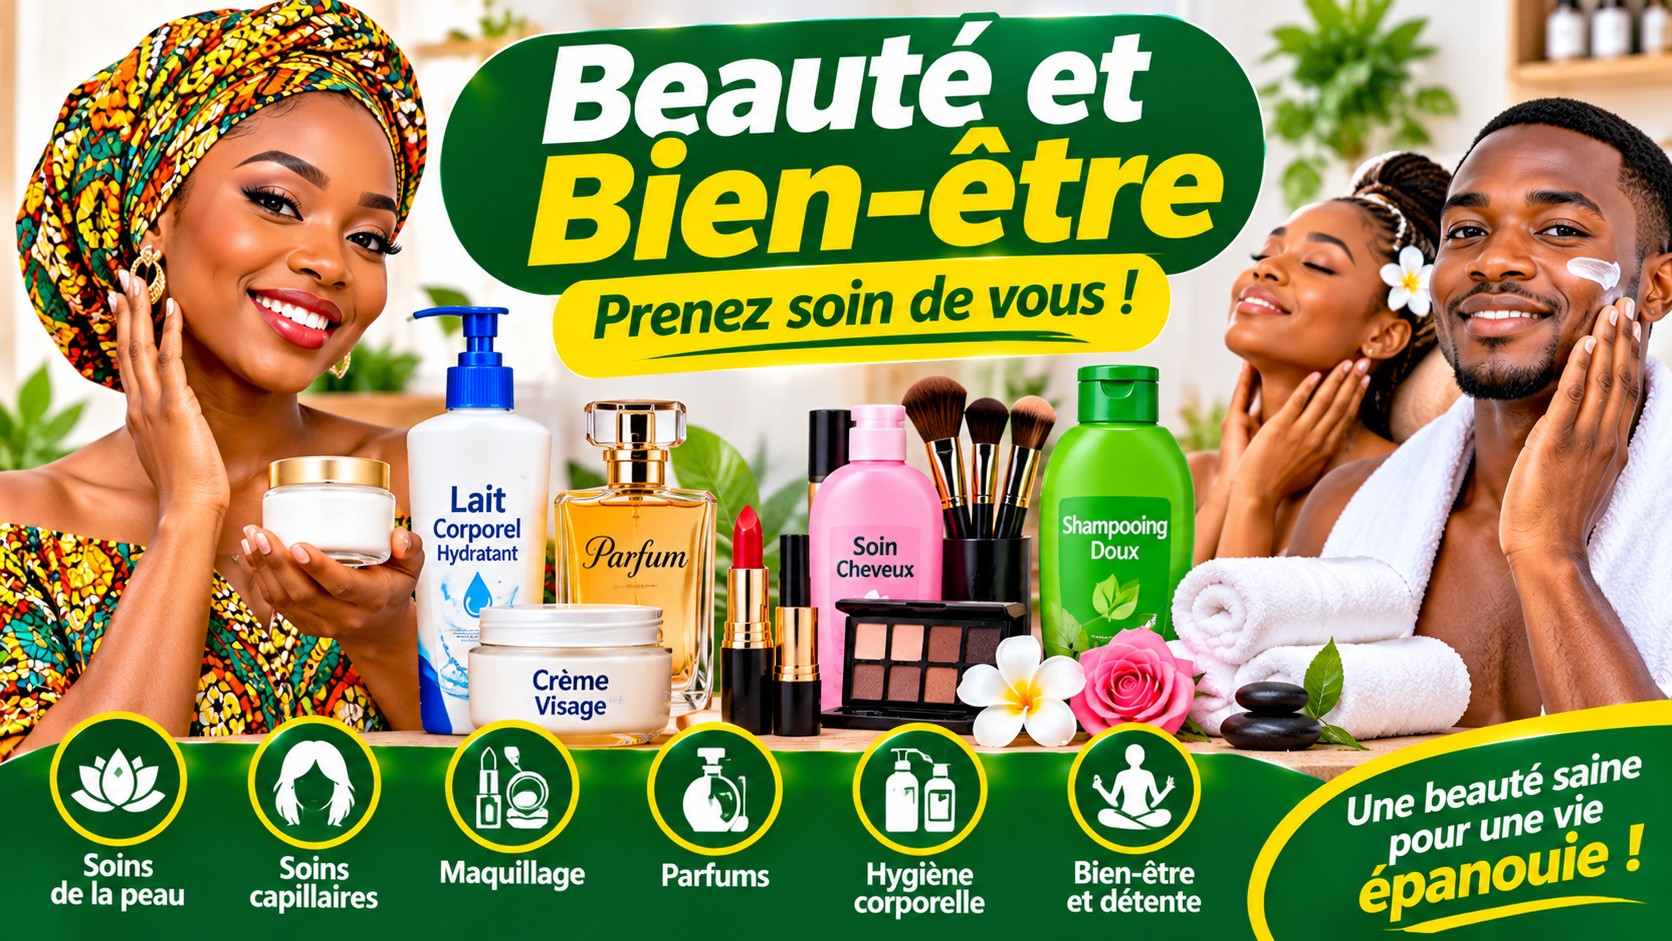 Beauté et
Bien-être
Prenez soin de vous !
Lait
Corporel
Hydratant
Parfum
Crème
Visage
Soin
Cheveux
Shampooing
Doux
Soins
de la peau
Soins
capillaires
Maquillage
Parfums
Hygiène
corporelle
Bien-être
et détente
Une beauté saine
pour une vie
épanouie !